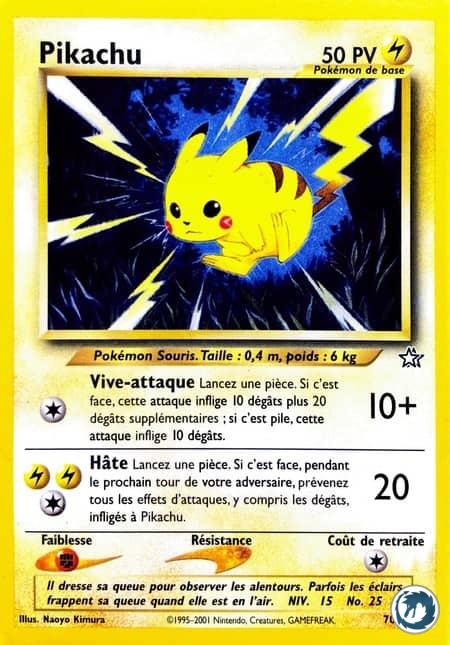 Pikachu
50 PV
Pokémon de base
Pokémon Souris. Taille : 0,4 m, poids : 6 kg
Vive-attaque Lancez une pièce. Si c'est
face, cette attaque inflige 10 dégâts plus 20
dégâts supplémentaires ; si c'est pile, cette
attaque inflige 10 dégâts.
10+
Hâte Lancez une pièce. Si c'est face, pendant
le prochain tour de votre adversaire, prévenez
tous les effets d'attaques, y compris les dégâts,
infligés à Pikachu.
20
Faiblesse
Résistance
Coût de retraite
Il dresse sa queue pour observer les alentours. Parfois les éclairs
frappent sa queue quand elle est en l'air. NIV. 15 No. 25
Illus. Naoyo Kimura
©1995-2001 Nintendo, Creatures, GAMEFREAK.